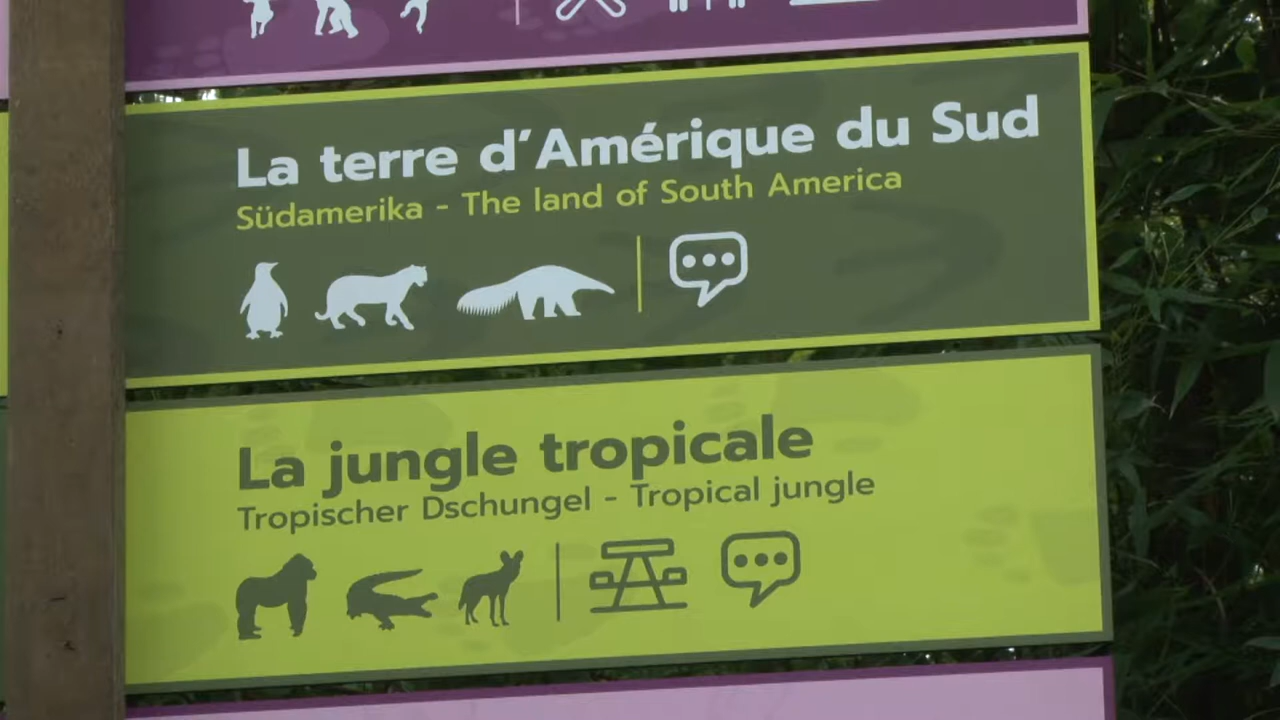 La terre d'Amérique du Sud
Südamerika - The land of South America
La jungle tropicale
Tropischer Dschungel - Tropical jungle